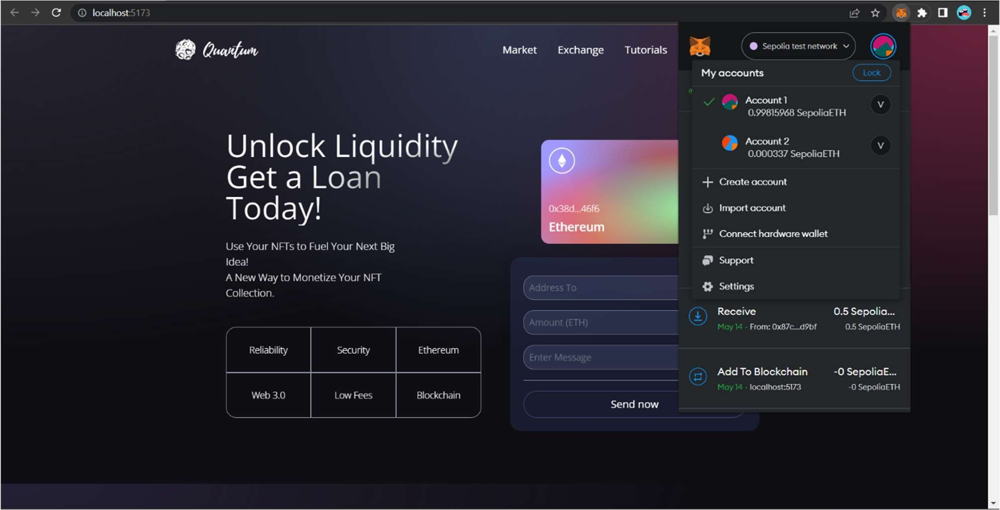 localhost:5173
Quantum
Market Exchange Tutorials
Unlock Liquidity
Get a Loan
Today!
Use Your NFTs to Fuel Your Next Big
Idea!
A New Way to Monetize Your NFT
Collection.
Reliability Security Ethereum
Web 3.0 Low Fees Blockchain
0x38d...46f6
Ethereum
Address To
Amount (ETH)
Enter Message
Send now
Sepolia test network
My accounts Lock
Account 1
0.99815968 SepoliaETH
V
Account 2
0.000337 SepoliaETH
V
Create account
Import account
Connect hardware wallet
Support
Settings
Receive 0.5 Sepolia...
May 14 · From: 0x87c...d9bf 0.5 SepoliaETH
Add To Blockchain -0 SepoliaE...
May 14 · localhost:5173 -0 SepoliaETH